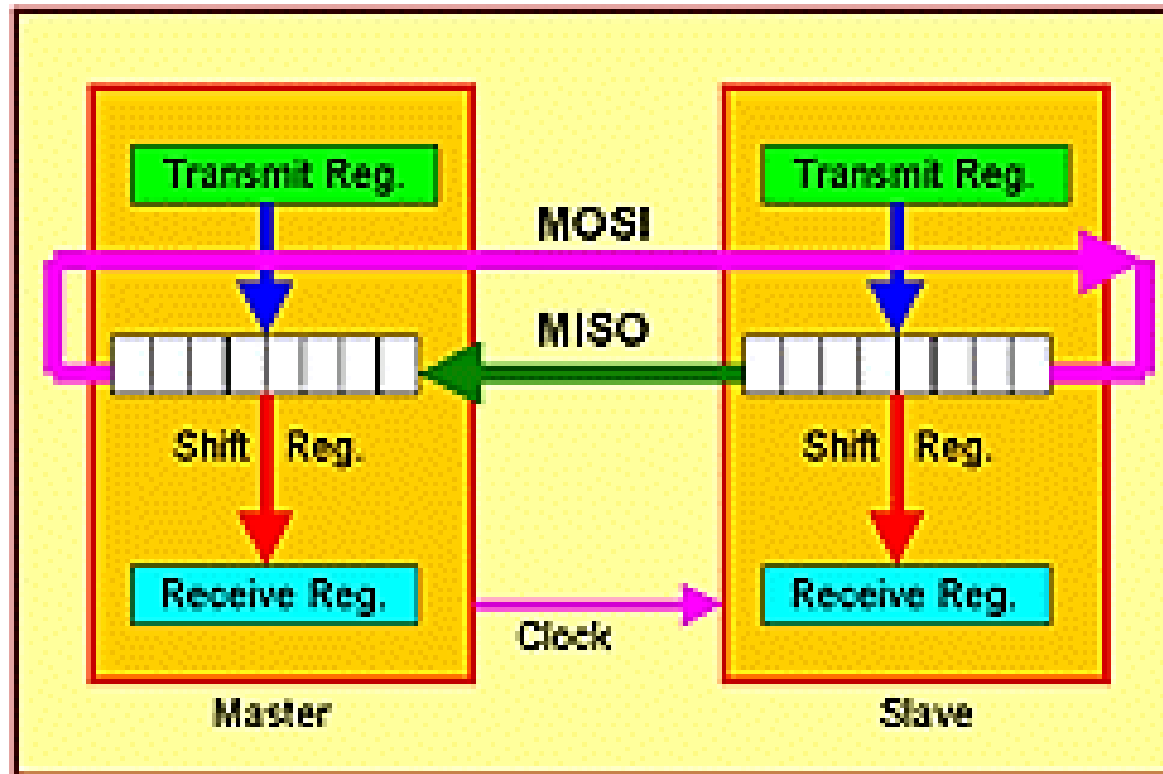 Transmit Reg.
Transmit Reg.
MOSI
MISO
Shift Reg.
Shift Reg.
Receive Reg.
Receive Reg.
Clock
Master
Slave